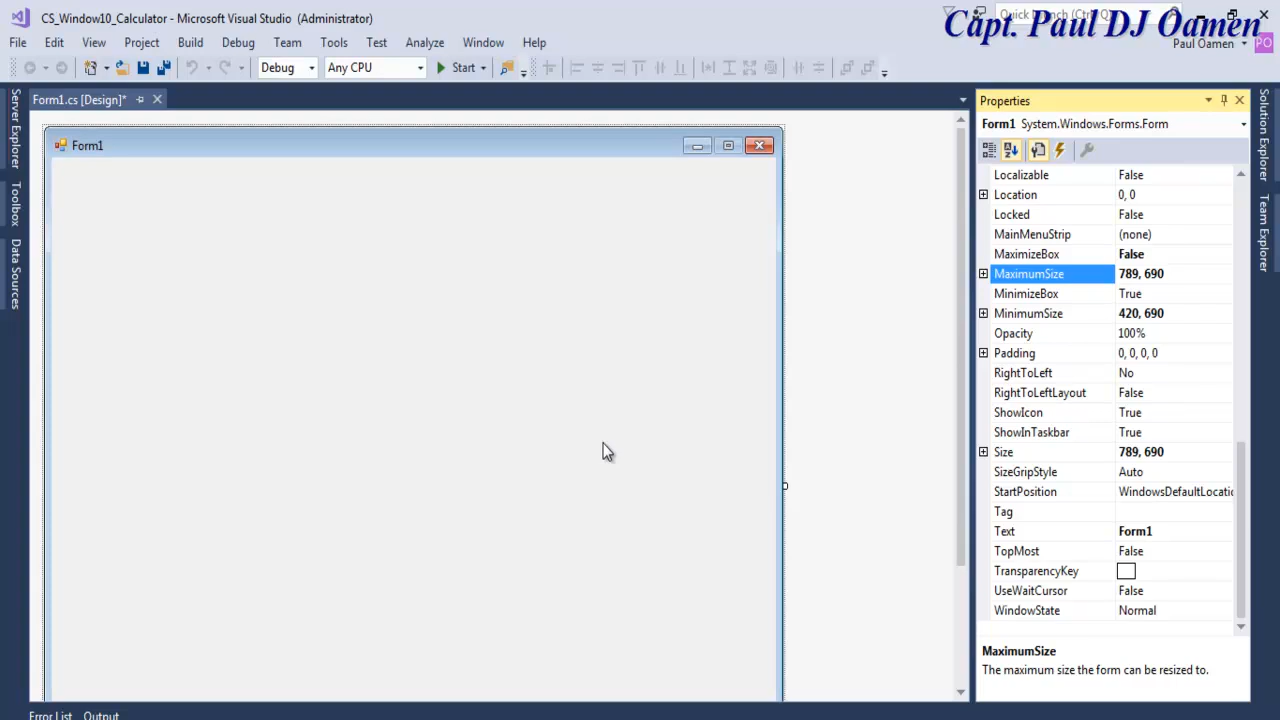 CS_Window10_Calculator - Microsoft Visual Studio (Administrator)
Quick Launch (Ctrl+Q)
Capt. Paul DJ Oamen
File Edit View Project Build Debug Team Tools Test Analyze Window Help
Paul Oamen PO
Debug Any CPU Start
Server Explorer
Toolbox
Data Sources
Form1.cs [Design]*
Form1
Properties
Form1 System.Windows.Forms.Form
Localizable False
Location 0, 0
Locked False
MainMenuStrip (none)
MaximizeBox False
MaximumSize 789, 690
MinimizeBox True
MinimumSize 420, 690
Opacity 100%
Padding 0, 0, 0, 0
RightToLeft No
RightToLeftLayout False
ShowIcon True
ShowInTaskbar True
Size 789, 690
SizeGripStyle Auto
StartPosition WindowsDefaultLocatio
Tag
Text Form1
TopMost False
TransparencyKey
UseWaitCursor False
WindowState Normal
MaximumSize
The maximum size the form can be resized to.
Solution Explorer
Team Explorer
Error List Output